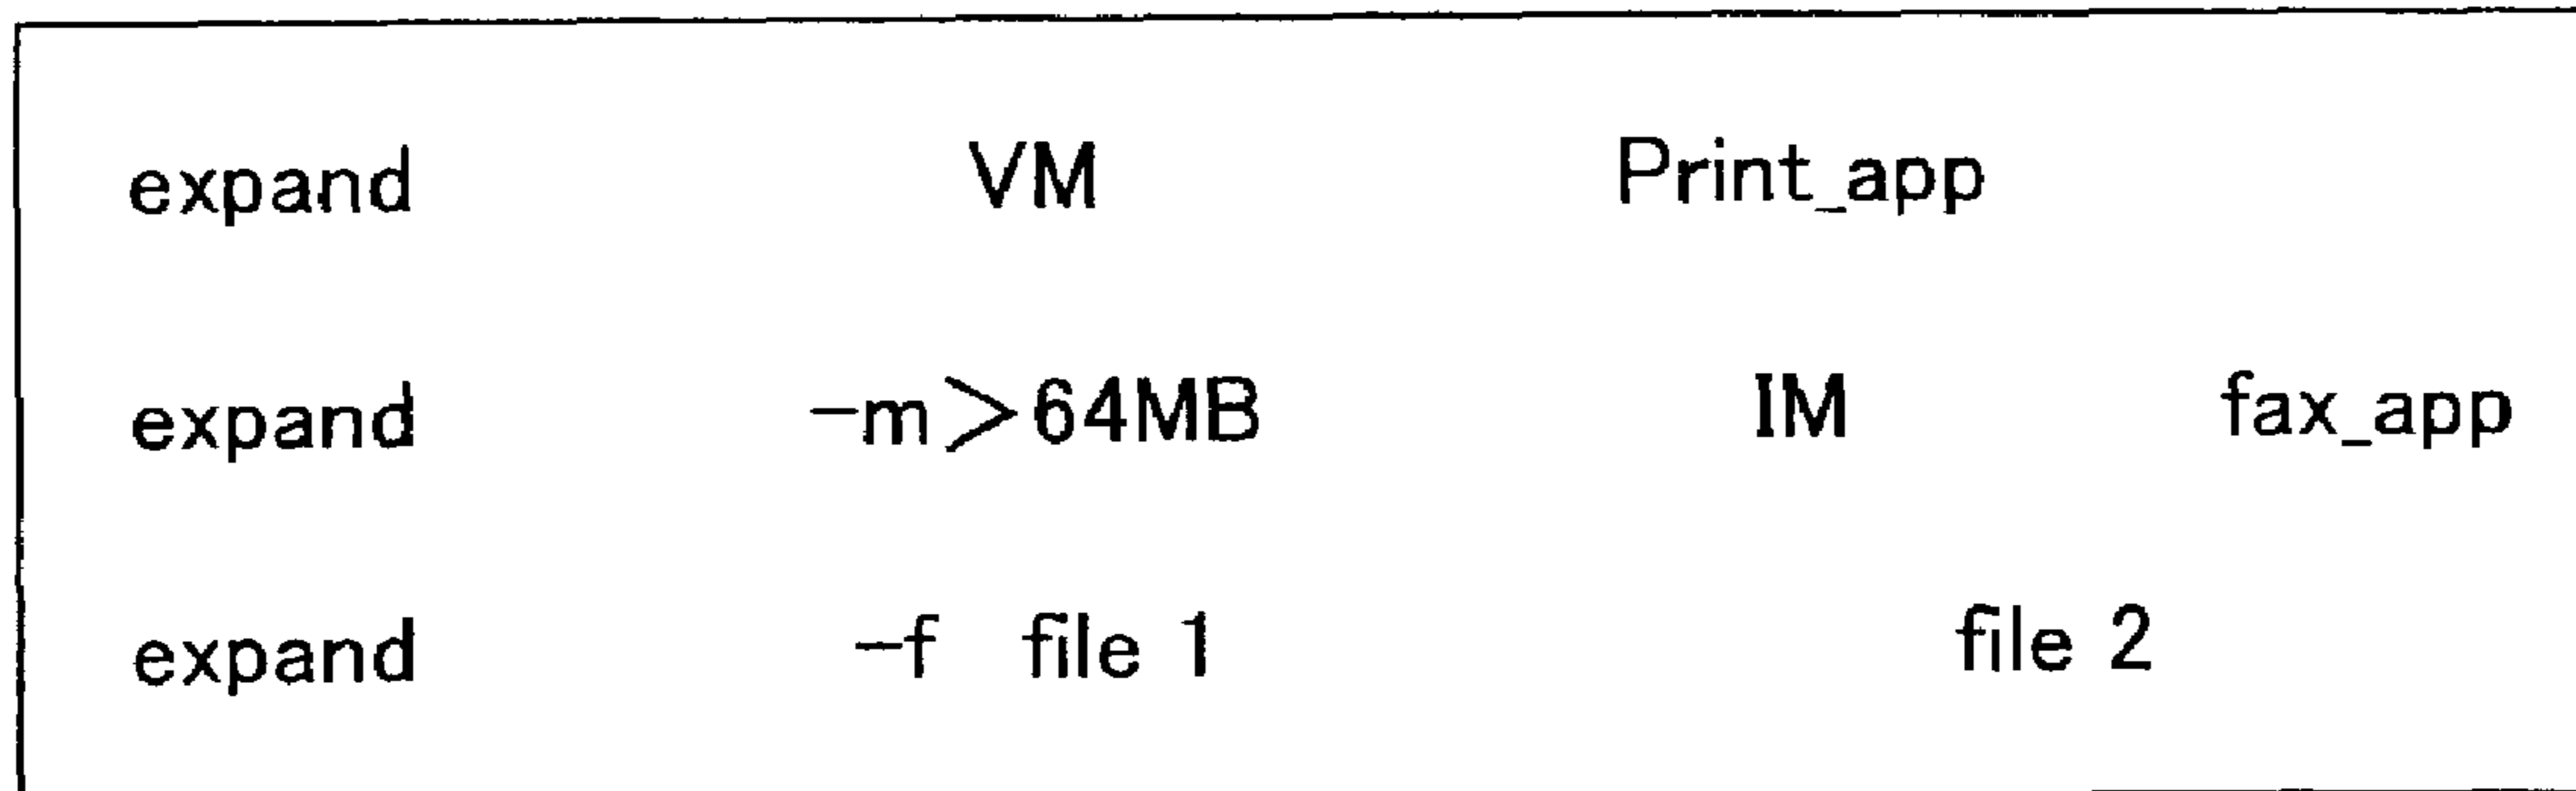 expand VM Print_app
expand -m>64MB IM fax_app
expand -f file 1 file 2